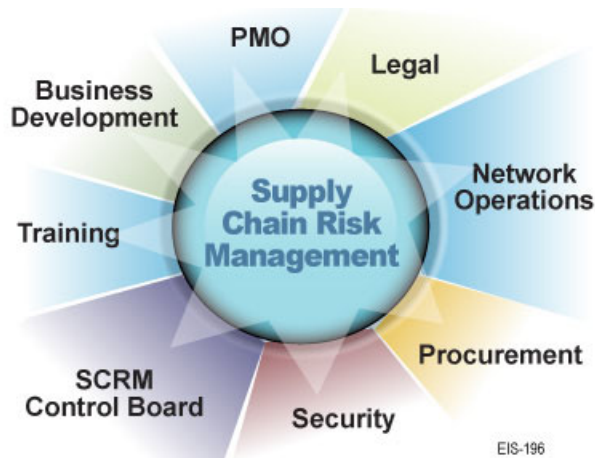 PMO
Legal
Business
Development
Network
Operations
Supply
Chain Risk
Management
Training
Procurement
SCRM
Control Board
Security
EIS-196